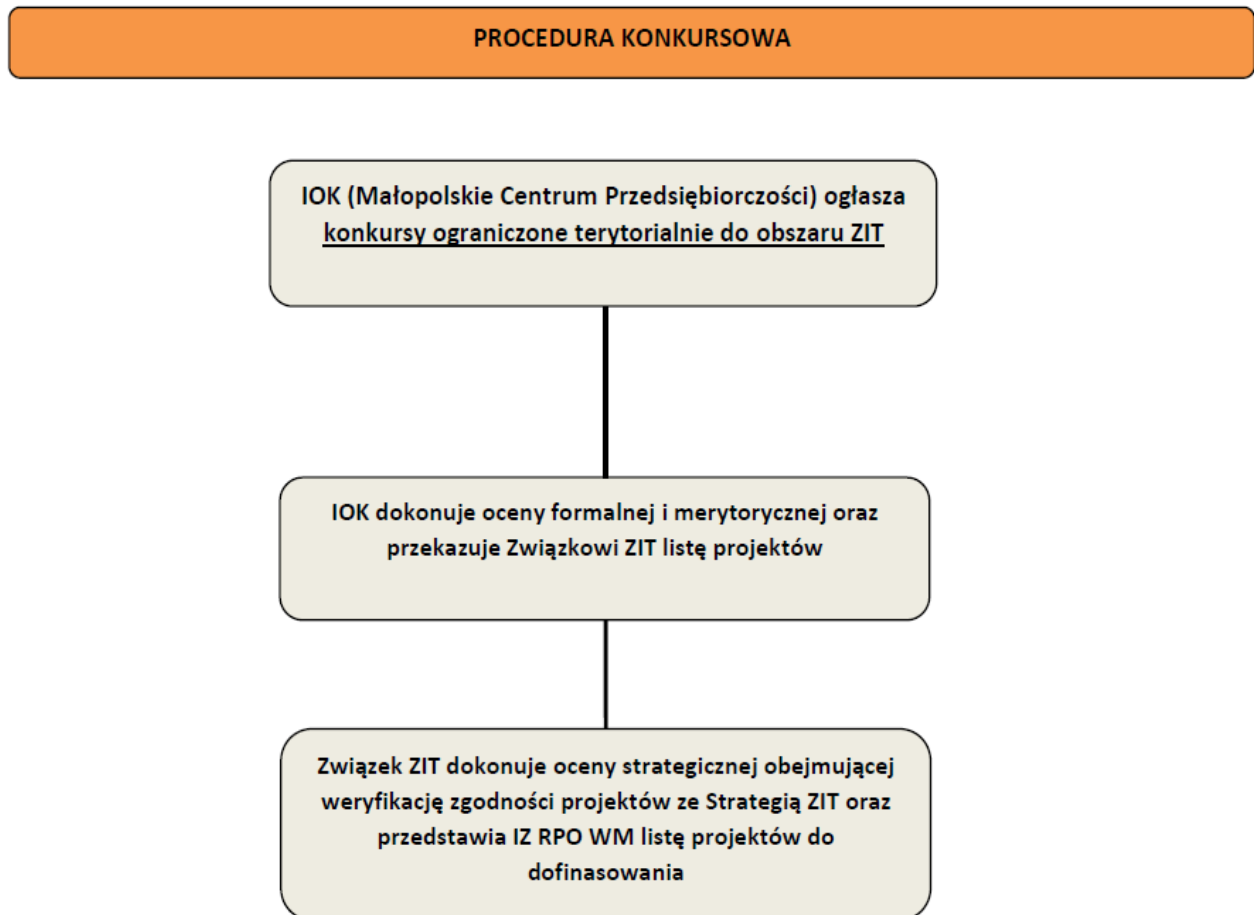 PROCEDURA KONKURSOWA
IOK (Małopolskie Centrum Przedsiębiorczości) ogłasza
konkursy ograniczone terytorialnie do obszaru ZIT
IOK dokonuje oceny formalnej i merytorycznej oraz
przekazuje Związkowi ZIT listę projektów
Związek ZIT dokonuje oceny strategicznej obejmującej
weryfikację zgodności projektów ze Strategią ZIT oraz
przedstawia IZ RPO WM listę projektów do
dofinasowania